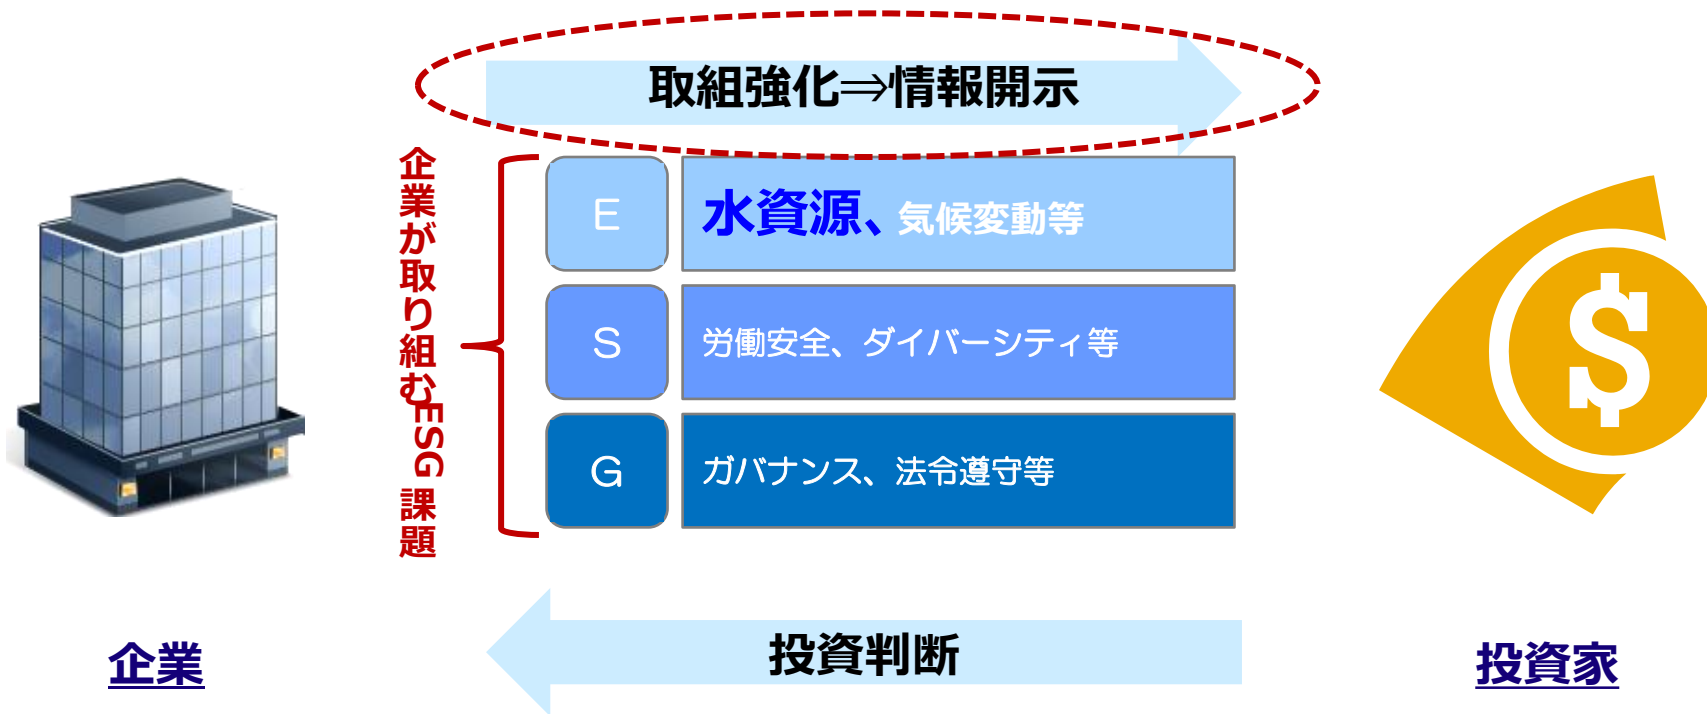 取組強化⇒情報開示
企業が取り組むESG課題
E
水資源、気候変動等
S
労働安全、ダイバーシティ等
G
ガバナンス、法令遵守等
投資判断
企業
投資家